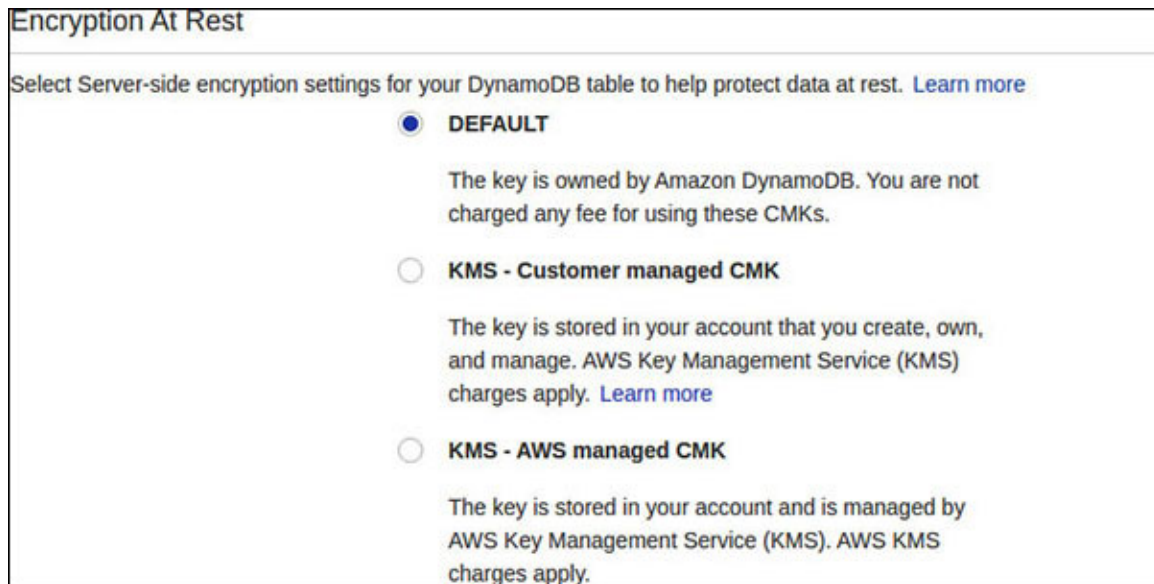 Encryption At Rest
Select Server-side encryption settings for your DynamoDB table to help protect data at rest. Learn more
DEFAULT
The key is owned by Amazon DynamoDB. You are not
charged any fee for using these CMKs.
KMS - Customer managed CMK
The key is stored in your account that you create, own,
and manage. AWS Key Management Service (KMS)
charges apply. Learn more
KMS - AWS managed CMK
The key is stored in your account and is managed by
AWS Key Management Service (KMS). AWS KMS
charges apply.